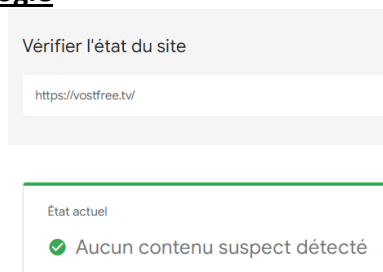 Vérifier l'état du site
https://vostfree.tv/
État actuel
Aucun contenu suspect détecté